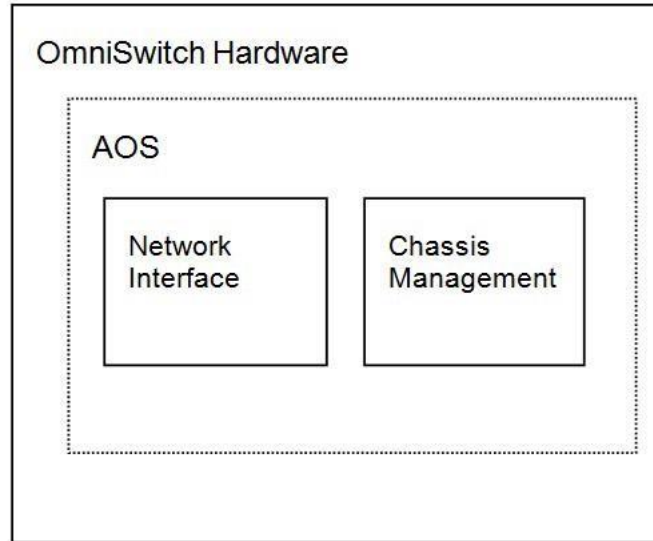 OmniSwitch Hardware
AOS
Network
Interface
Chassis
Management